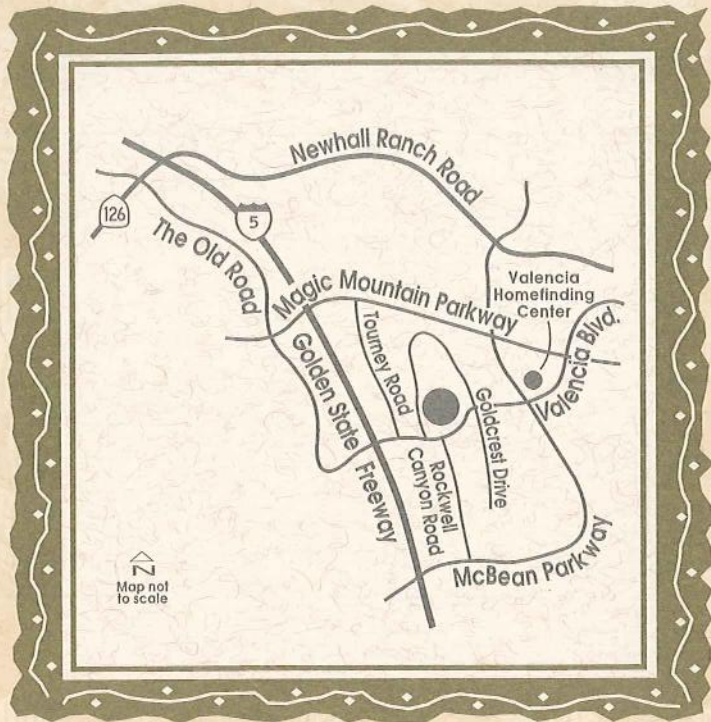 Newhall Ranch Road
126
5
The Old Road
Magic Mountain Parkway
Valencia
Homefinding
Center
Valencia Blvd.
Tourney Road
Golden State
Freeway
Goldcrest Drive
Rockwell
Canyon Road
McBean Parkway
N
Map not
to scale